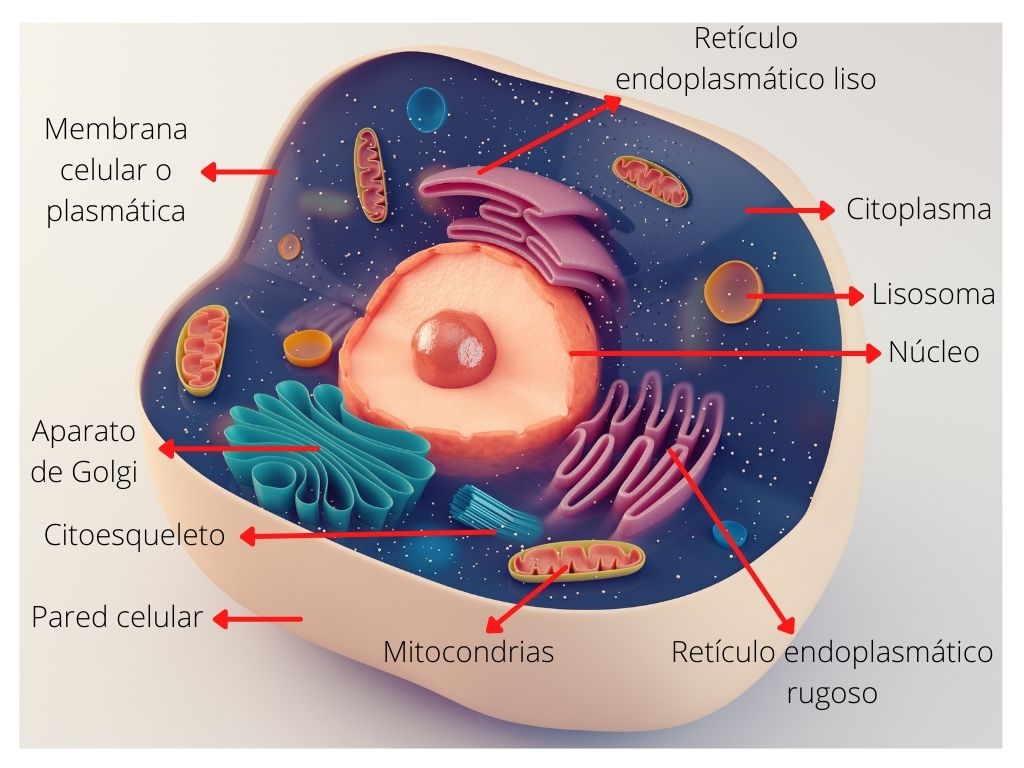 Retículo
endoplasmático liso
Membrana
celular o
plasmática
Citoplasma
Lisosoma
Núcleo
Aparato
de Golgi
Citoesqueleto
Pared celular
Mitocondrias
Retículo endoplasmático
rugoso